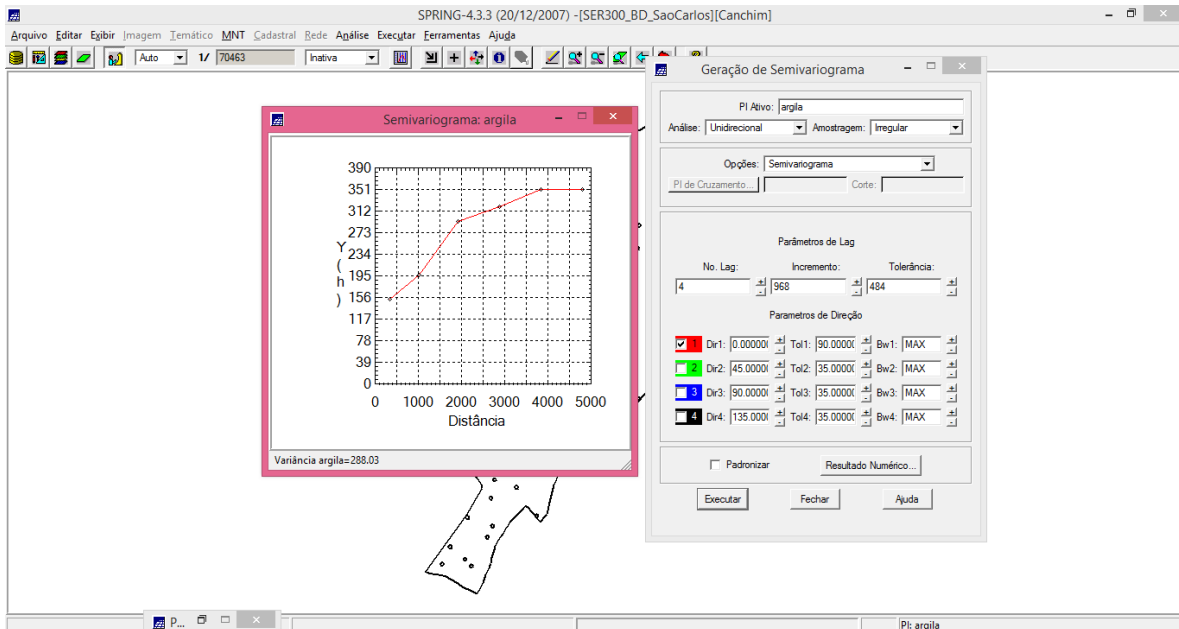 SPRING-4.3.3 (20/12/2007) -[SER300_BD_SaoCarlos][Canchim]
Arquivo Editar Exibir Imagem Temático MNT Cadastral Rede Análise Executar Ferramentas Ajuda
Auto 1/ 70463 Inativa
Semivariograma: argila
390
351
312
273
234
195
156
117
78
39
0
Y
(
h
)
0 1000 2000 3000 4000 5000
Distância
Variância argila=288.03
Geração de Semivariograma
PI Ativo: argila
Análise: Unidirecional Amostragem: Irregular
Opções: Semivariograma
PI de Cruzamento... Corte:
Parâmetros de Lag
No. Lag: Incremento: Tolerância:
4 968 484
Parametros de Direção
1 Dir1: 0.000000 Tol1: 90.00000 Bw1: MAX
2 Dir2: 45.00000 Tol2: 35.00000 Bw2: MAX
3 Dir3: 90.00000 Tol3: 35.00000 Bw3: MAX
4 Dir4: 135.0000 Tol4: 35.00000 Bw4: MAX
Padronizar Resultado Numérico...
Executar Fechar Ajuda
P...
PI: argila